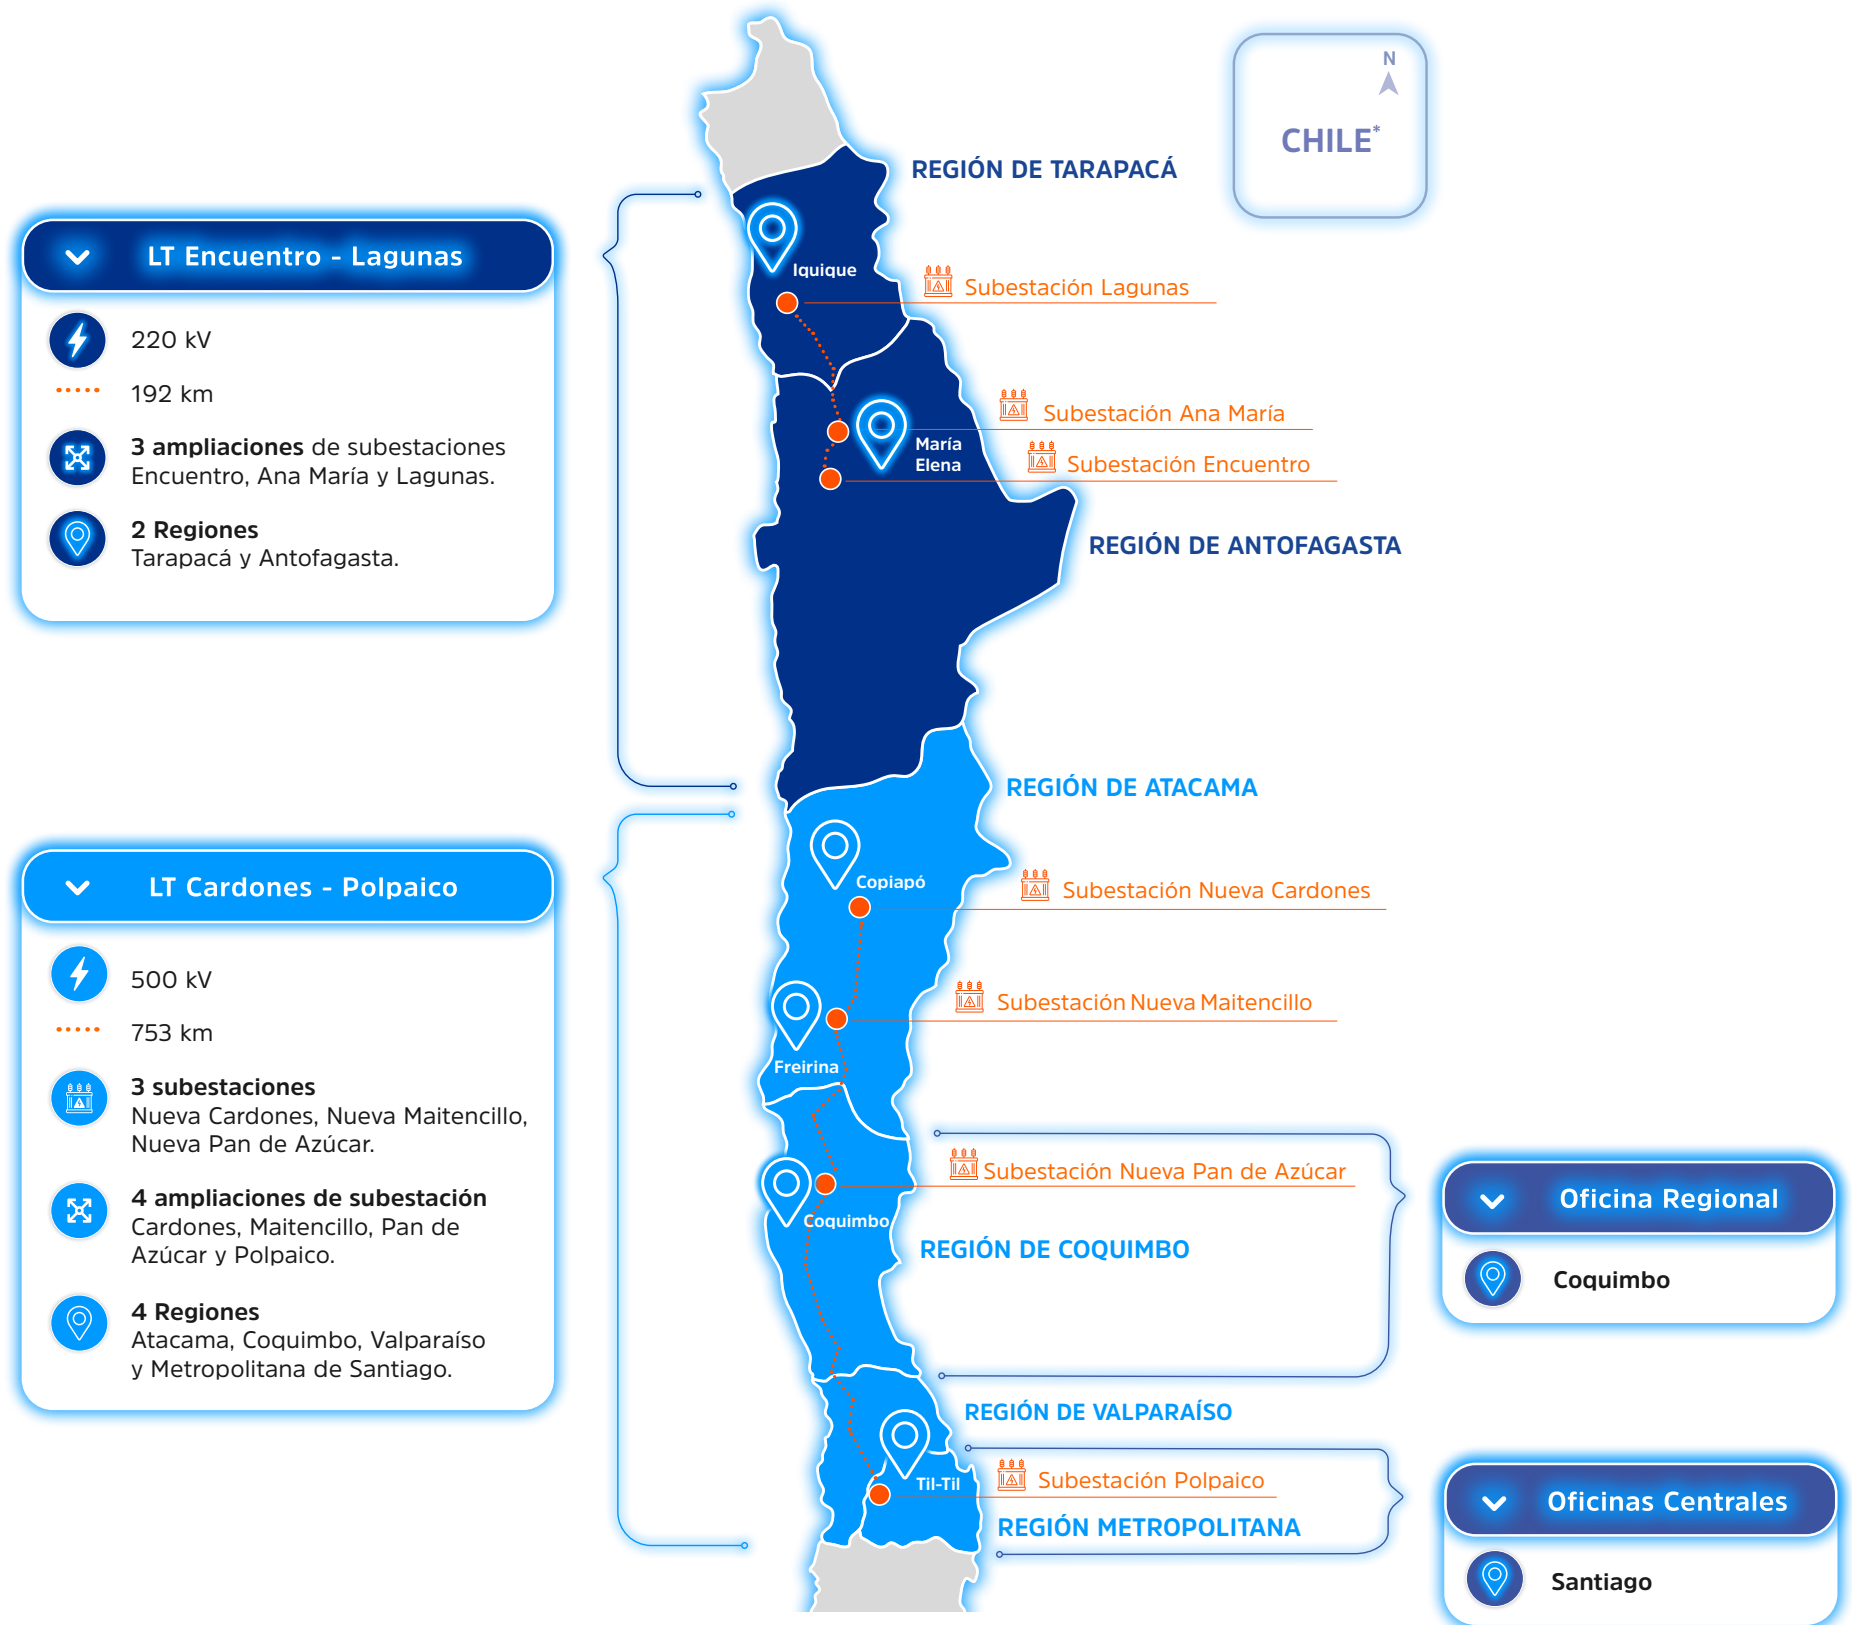 N
CHILE*
REGIÓN DE TARAPACÁ
LT Encuentro - Lagunas
220 kV
192 km
3 ampliaciones de subestaciones
Encuentro, Ana María y Lagunas.
2 Regiones
Tarapacá y Antofagasta.
Iquique
Subestación Lagunas
Subestación Ana María
María
Elena
Subestación Encuentro
REGIÓN DE ANTOFAGASTA
REGIÓN DE ATACAMA
LT Cardones - Polpaico
500 kV
753 km
3 subestaciones
Nueva Cardones, Nueva Maitencillo,
Nueva Pan de Azúcar.
4 ampliaciones de subestación
Cardones, Maitencillo, Pan de
Azúcar y Polpaico.
4 Regiones
Atacama, Coquimbo, Valparaíso
y Metropolitana de Santiago.
Copiapó
Subestación Nueva Cardones
Subestación Nueva Maitencillo
Freirina
Subestación Nueva Pan de Azúcar
Coquimbo
REGIÓN DE COQUIMBO
Oficina Regional
Coquimbo
REGIÓN DE VALPARAÍSO
Til-Til
Subestación Polpaico
REGIÓN METROPOLITANA
Oficinas Centrales
Santiago